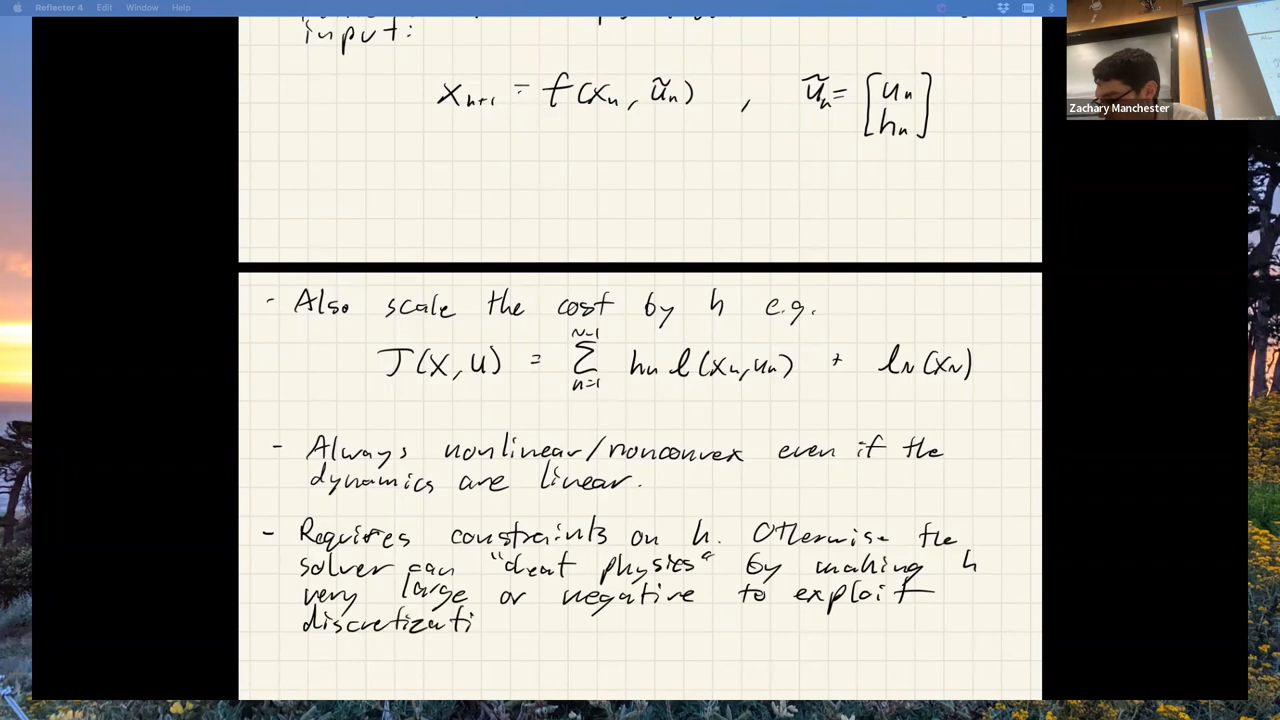 Reflector 4 Edit Window Help
Zachary Manchester
input:
x_{n+1} = f(x_n, ũ_n) , ũ_n = [u_n h_n]
- Also scale the cost by h e.g.
J(X,U) = ∑_{n=1}^{N-1} h_n l(x_n,u_n) + l_N(x_N)
- Always nonlinear/nonconvex even if the
dynamics are linear.
- Requires constraints on h. Otherwise the
solver can "cheat physics" by making h
very large or negative to exploit
discretizati